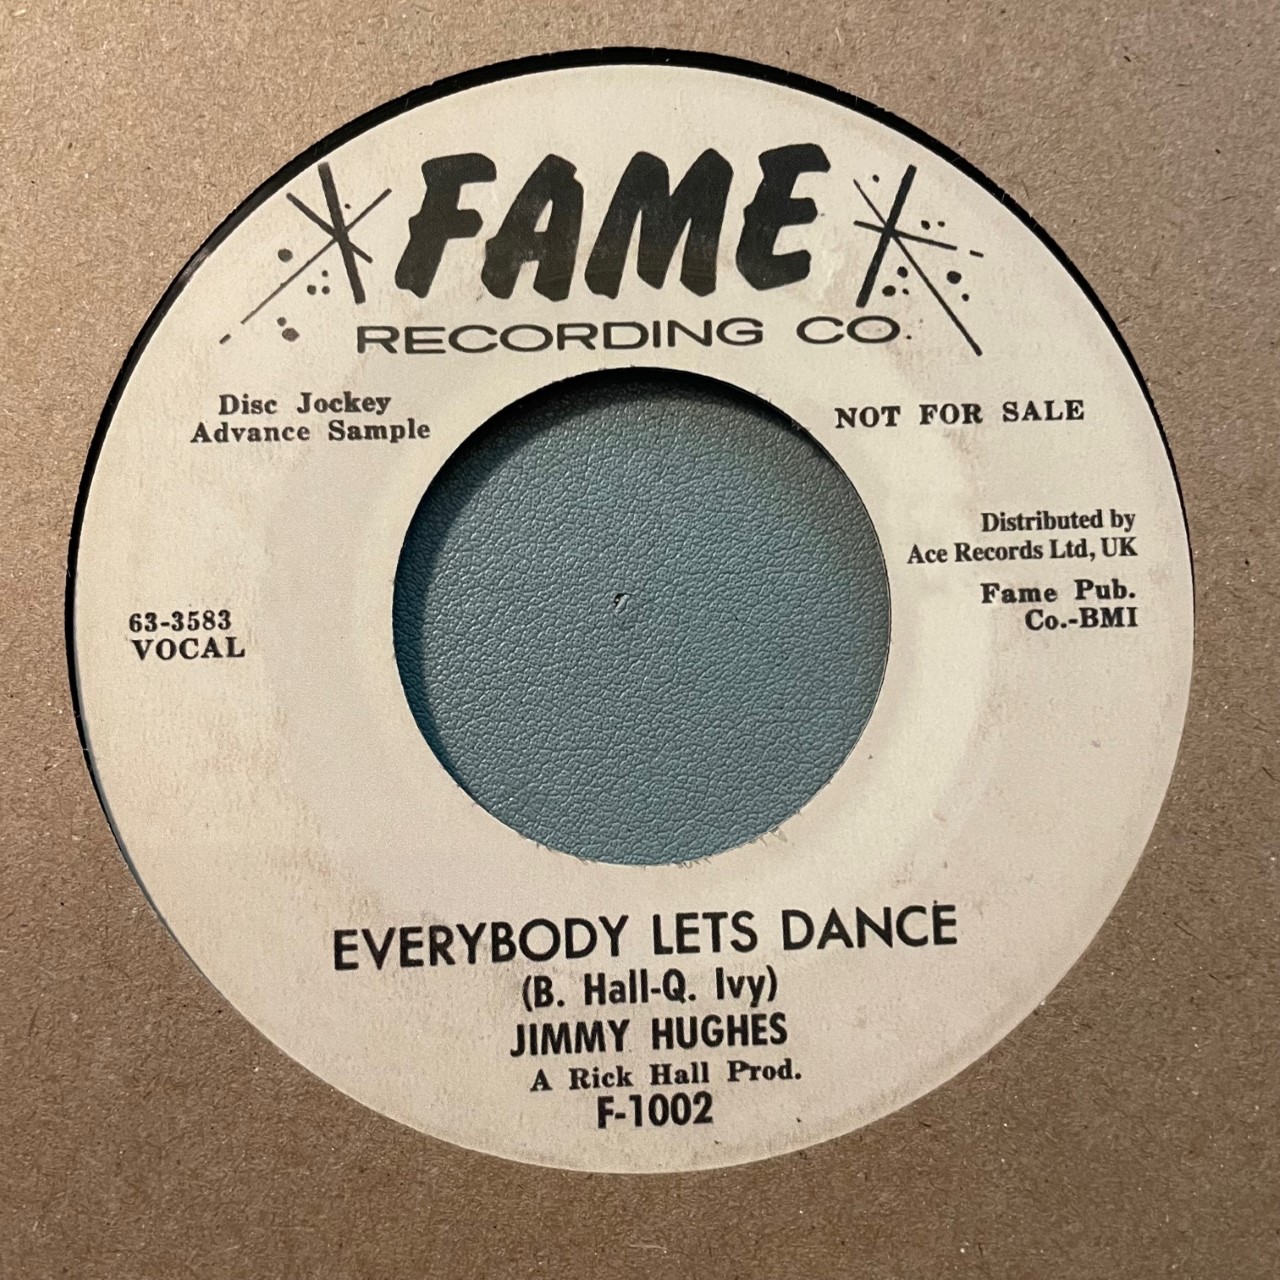 FAME
RECORDING CO.
Disc Jockey
Advance Sample
NOT FOR SALE
Distributed by
Ace Records Ltd, UK
Fame Pub.
Co.-BMI
63-3583
VOCAL
EVERYBODY LETS DANCE
(B. Hall-Q. Ivy)
JIMMY HUGHES
A Rick Hall Prod.
F-1002